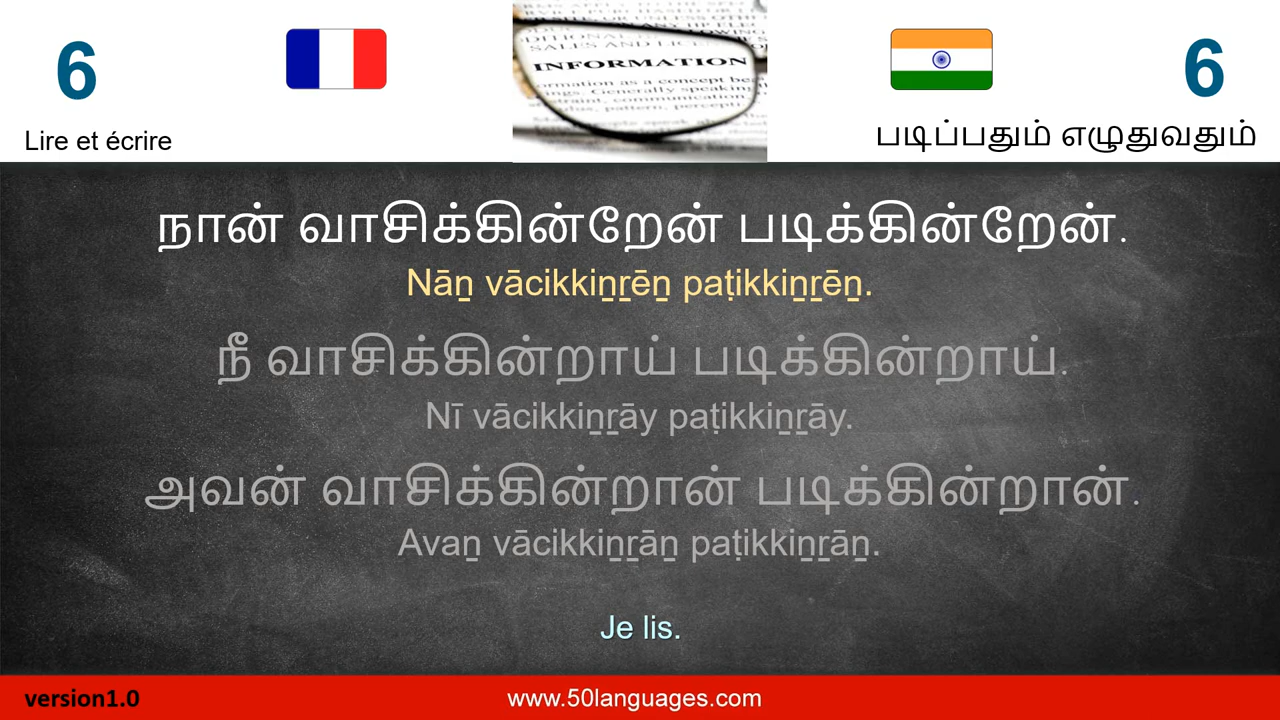 6
6
Lire et écrire
படிப்பதும் எழுதுவதும்
INFORMATION
நான் வாசிக்கின்றேன் படிக்கின்றேன்.
Nāṉ vācikkiṉṟēṉ paṭikkiṉṟēṉ.
நீ வாசிக்கின்றாய் படிக்கின்றாய்.
Nī vācikkiṉṟāy paṭikkiṉṟāy.
அவன் வாசிக்கின்றான் படிக்கின்றான்.
Avaṉ vācikkiṉṟāṉ paṭikkiṉṟāṉ.
Je lis.
version1.0
www.50languages.com